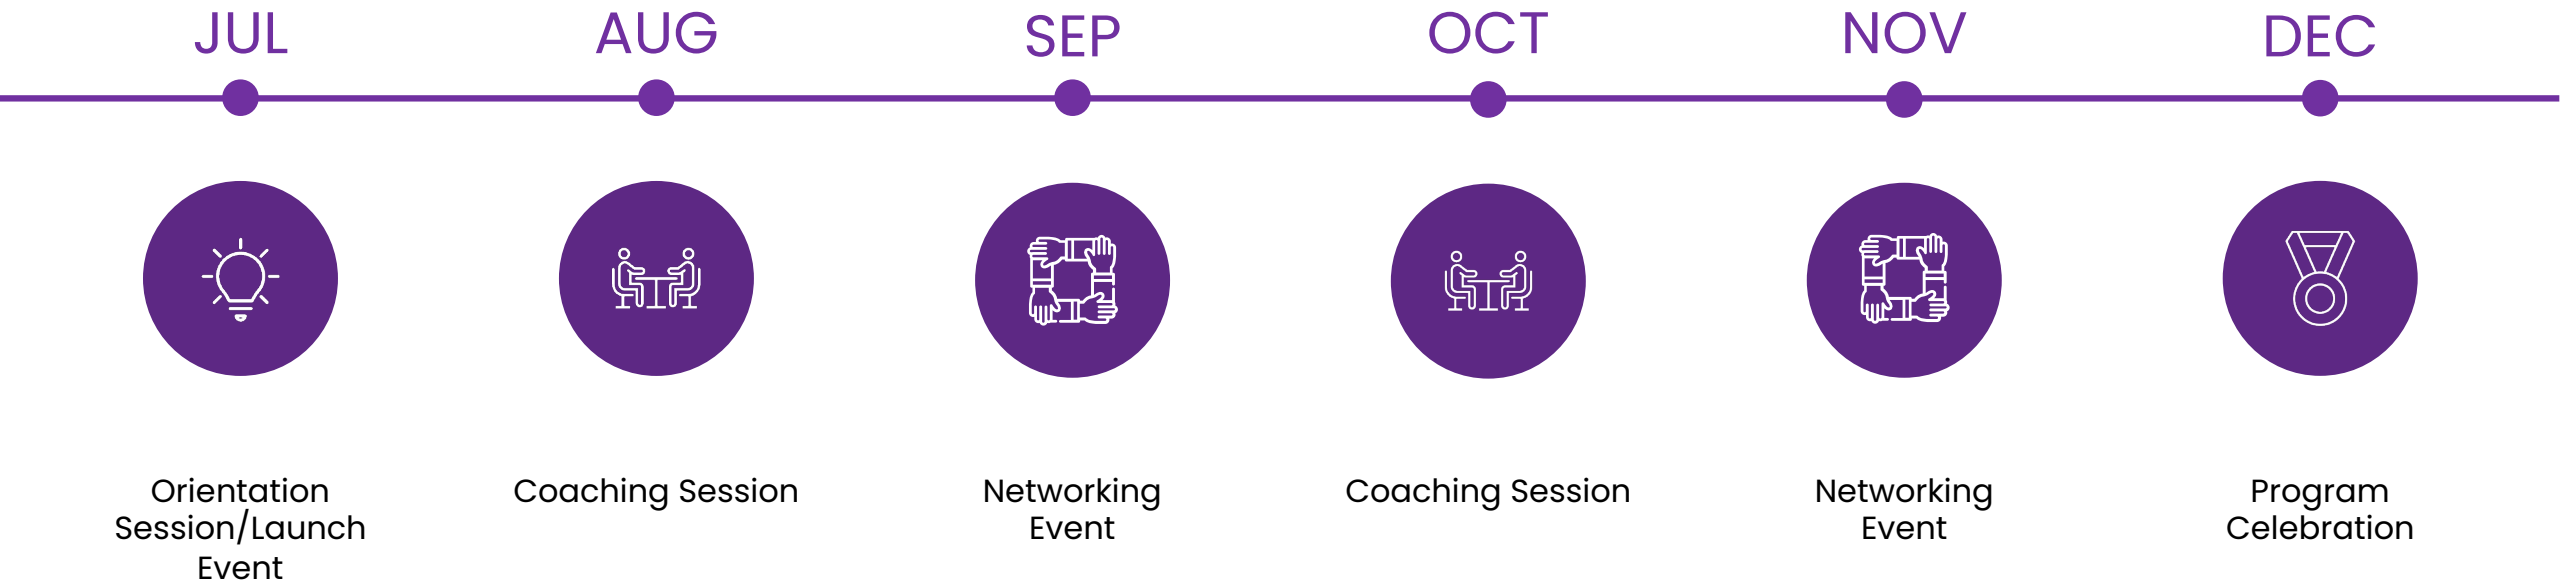 JUL
AUG
SEP
OCT
NOV
DEC
Orientation
Session/Launch
Event
Coaching Session
Networking
Event
Coaching Session
Networking
Event
Program
Celebration